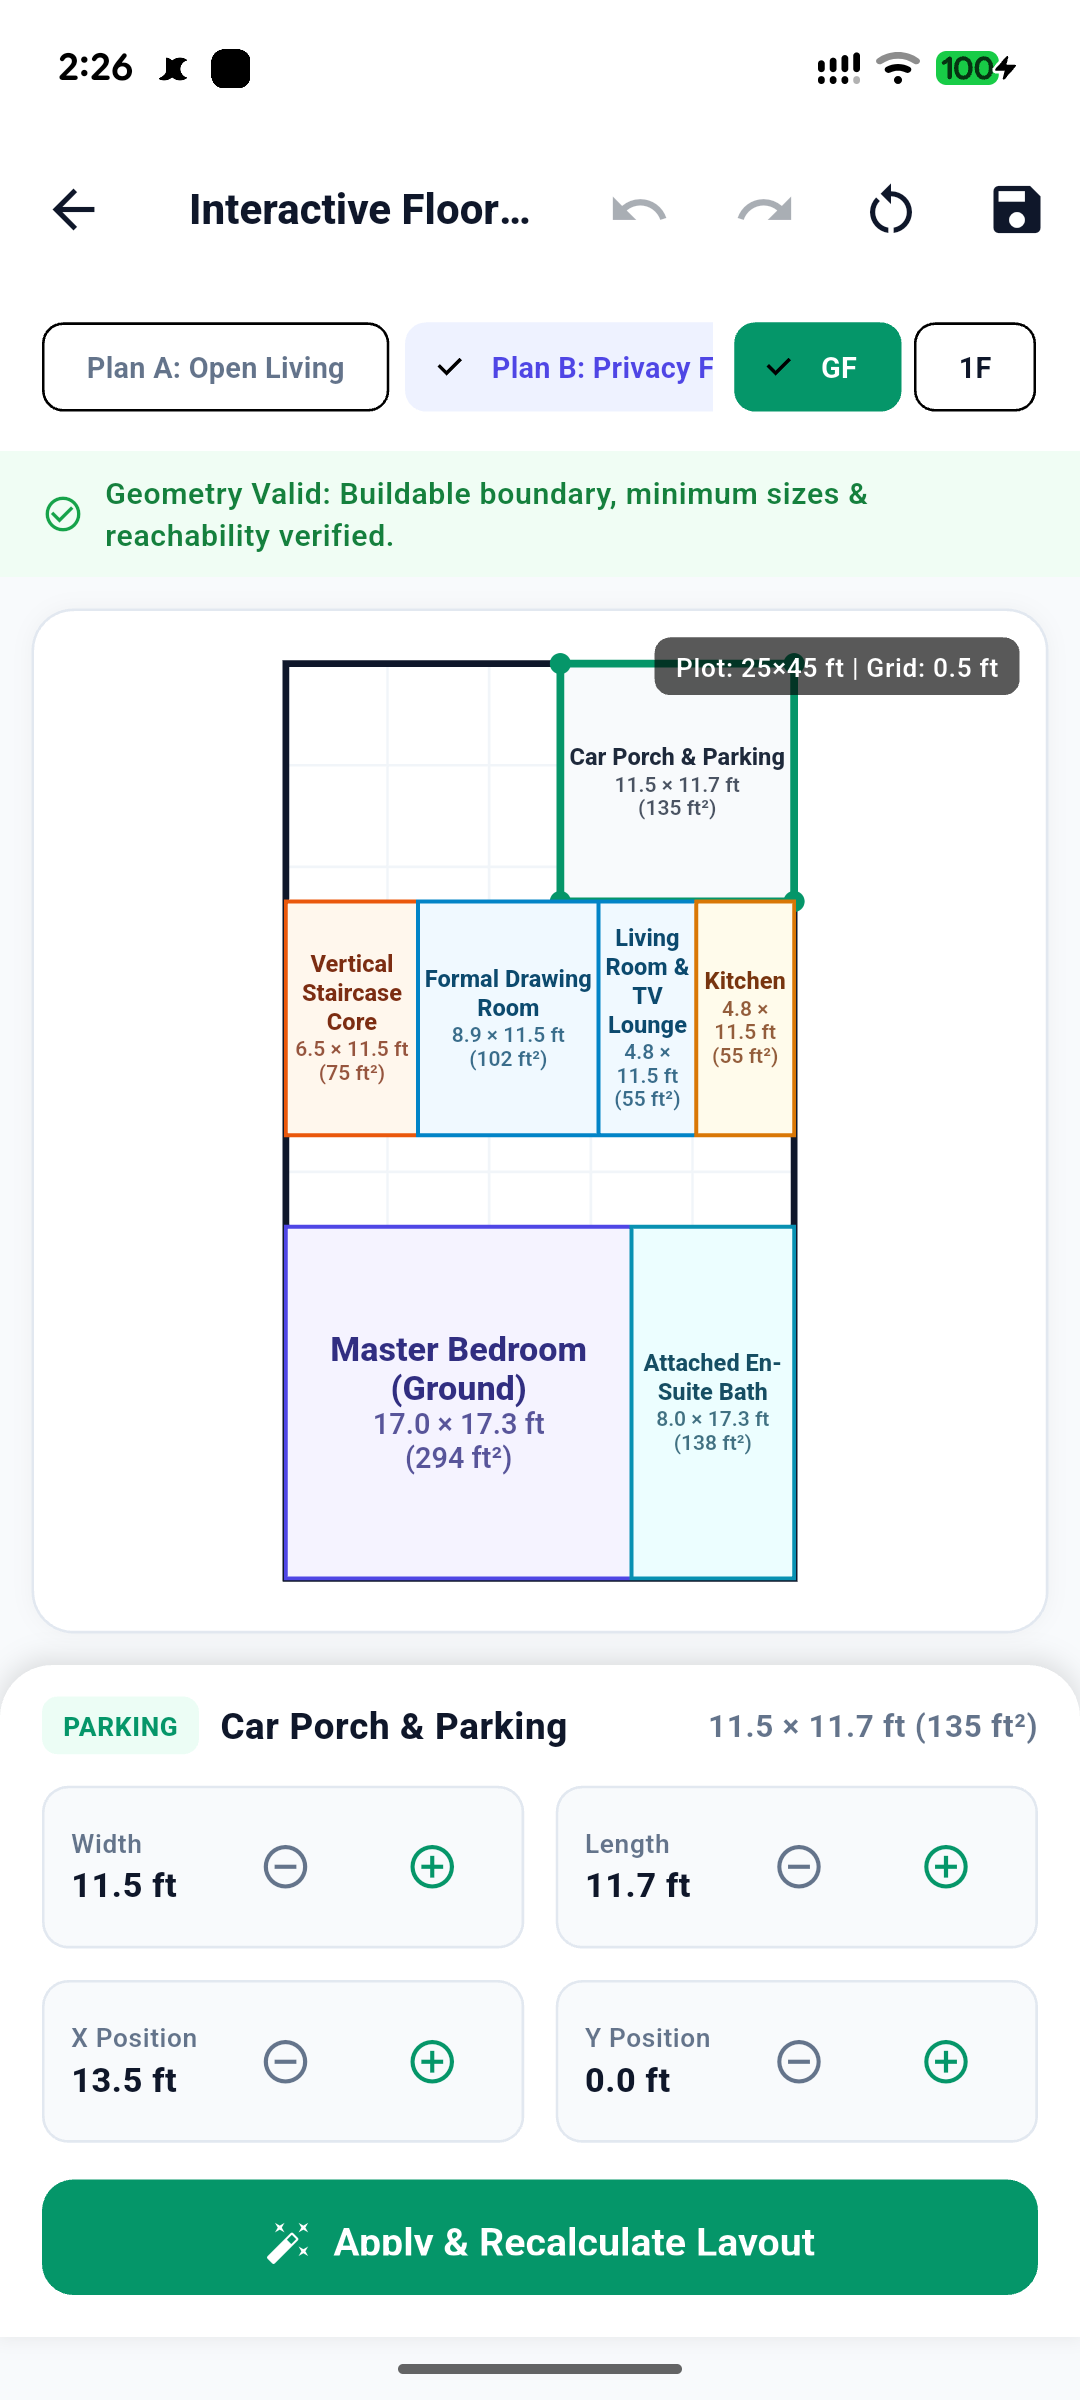 2:26
100
Interactive Floor...
Plan A: Open Living
Plan B: Privacy F
GF
1F
Geometry Valid: Buildable boundary, minimum sizes &
reachability verified.
Plot: 25×45 ft | Grid: 0.5 ft
Car Porch & Parking
11.5 × 11.7 ft
(135 ft²)
Vertical
Staircase
Core
6.5 × 11.5 ft
(75 ft²)
Formal Drawing
Room
8.9 × 11.5 ft
(102 ft²)
Living
Room &
TV
Lounge
4.8 ×
11.5 ft
(55 ft²)
Kitchen
4.8 ×
11.5 ft
(55 ft²)
Master Bedroom
(Ground)
17.0 × 17.3 ft
(294 ft²)
Attached En-
Suite Bath
8.0 × 17.3 ft
(138 ft²)
PARKING
Car Porch & Parking
11.5 × 11.7 ft (135 ft²)
Width
11.5 ft
Length
11.7 ft
X Position
13.5 ft
Y Position
0.0 ft
Apply & Recalculate Layout